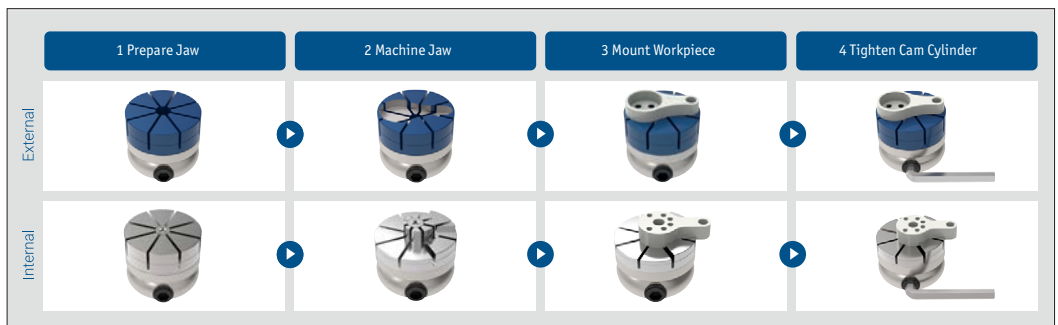 1 Prepare Jaw
2 Machine Jaw
3 Mount Workpiece
4 Tighten Cam Cylinder
External
Internal